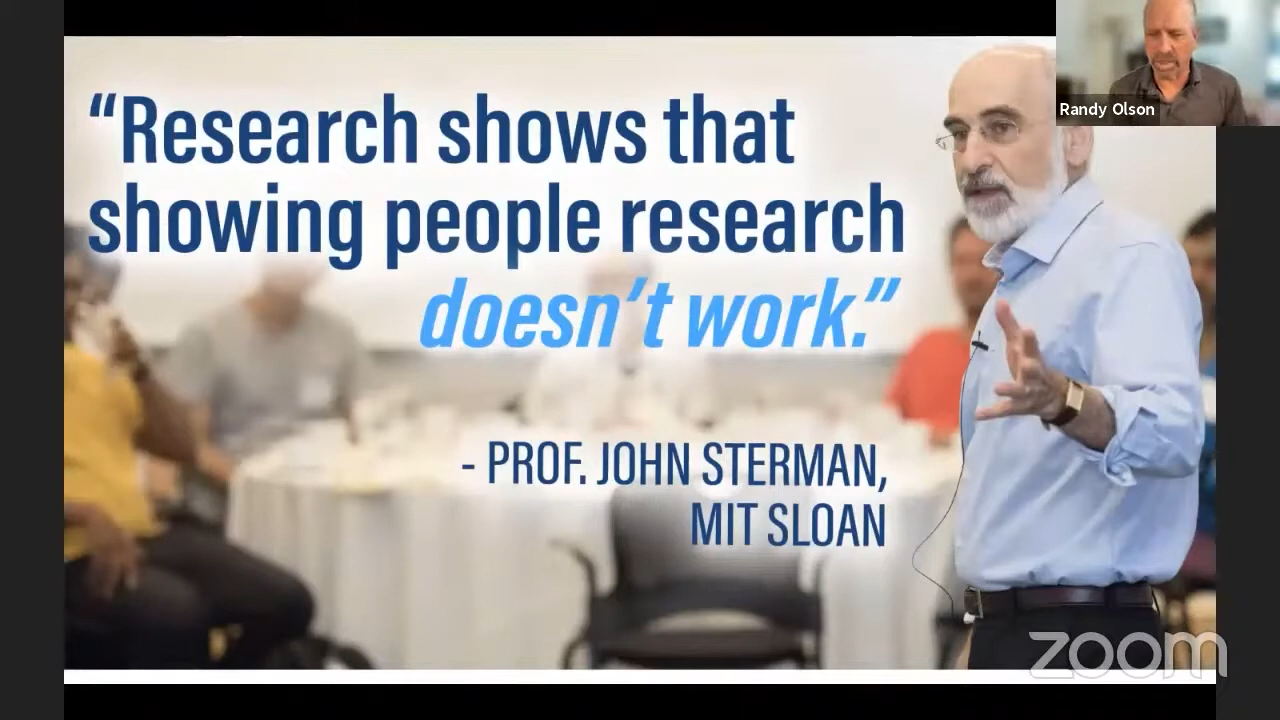 “Research shows that
showing people research
doesn’t work.”
- PROF. JOHN STERMAN,
MIT SLOAN
Randy Olson
zoom